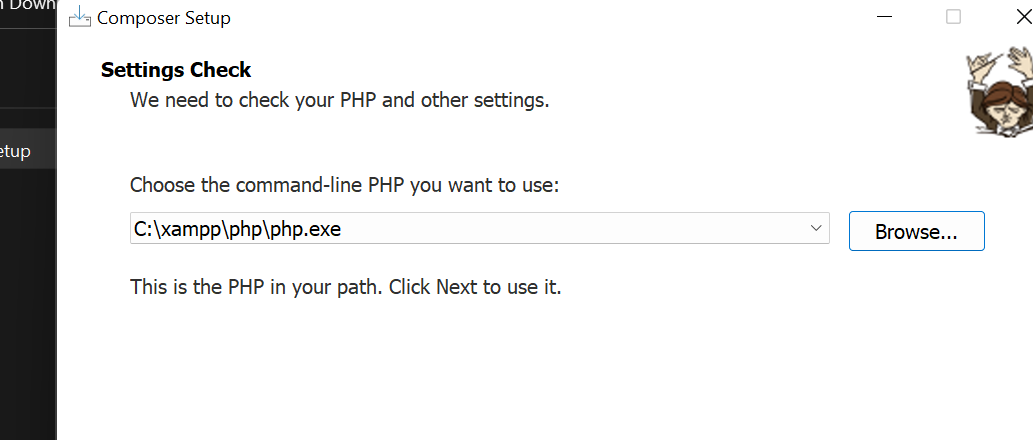 Down
Composer Setup
Settings Check
We need to check your PHP and other settings.
etup
Choose the command-line PHP you want to use:
C:\xampp\php\php.exe
Browse...
This is the PHP in your path. Click Next to use it.